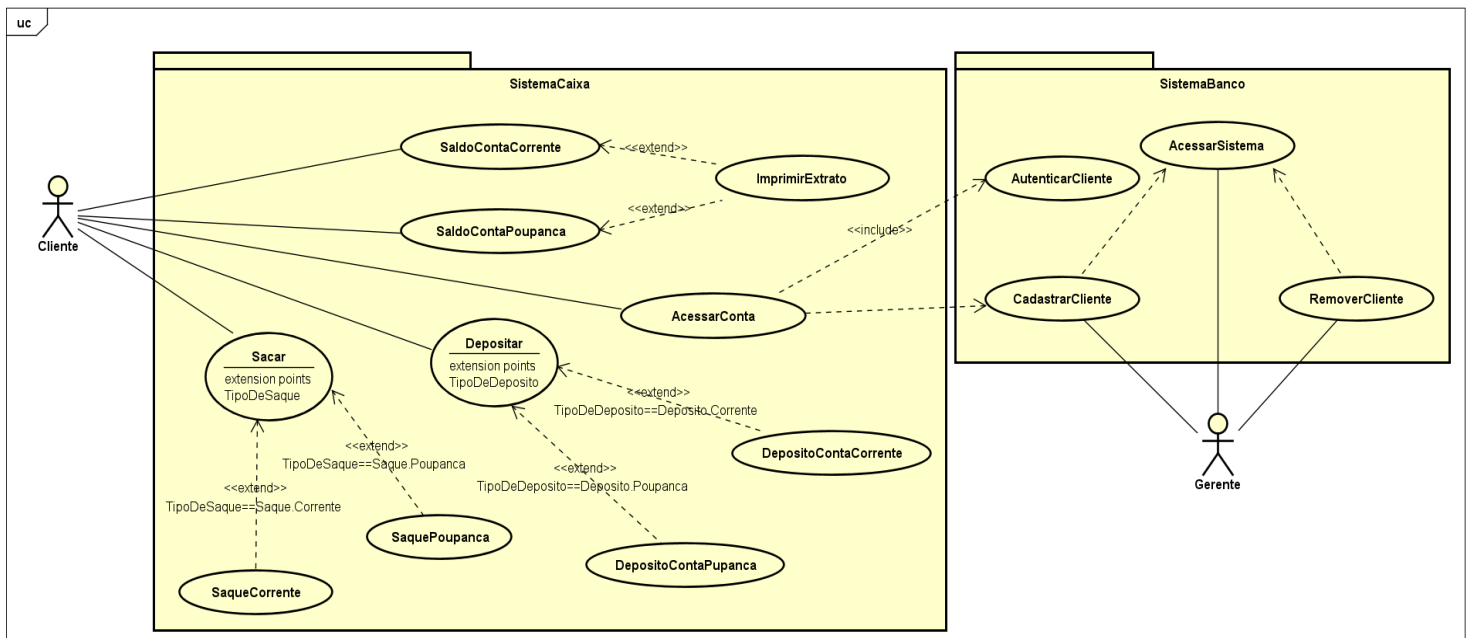 uc
SistemaCaixa
SistemaBanco
SaldoContaCorrente
<<extend>>
ImprimirExtrato
AutenticarCliente
AcessarSistema
SaldoContaPoupanca
<<extend>>
<<include>>
Cliente
AcessarConta
CadastrarCliente
RemoverCliente
Sacar
extension points
TipoDeSaque
Depositar
extension points
TipoDeDeposito
<<extend>>
TipoDeDeposito==Deposito.Corrente
DepositoContaCorrente
<<extend>>
TipoDeSaque==Saque.Poupanca
<<extend>>
TipoDeDeposito==Deposito.Poupanca
<<extend>>
TipoDeSaque==Saque.Corrente
Gerente
SaquePoupanca
DepositoContaPupanca
SaqueCorrente